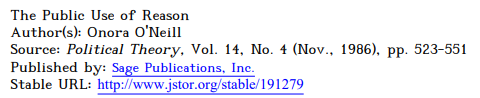 The Public Use of Reason
Author(s): Onora O'Neill
Source: Political Theory, Vol. 14, No. 4 (Nov., 1986), pp. 523-551
Published by: Sage Publications, Inc.
Stable URL: http://www.jstor.org/stable/191279